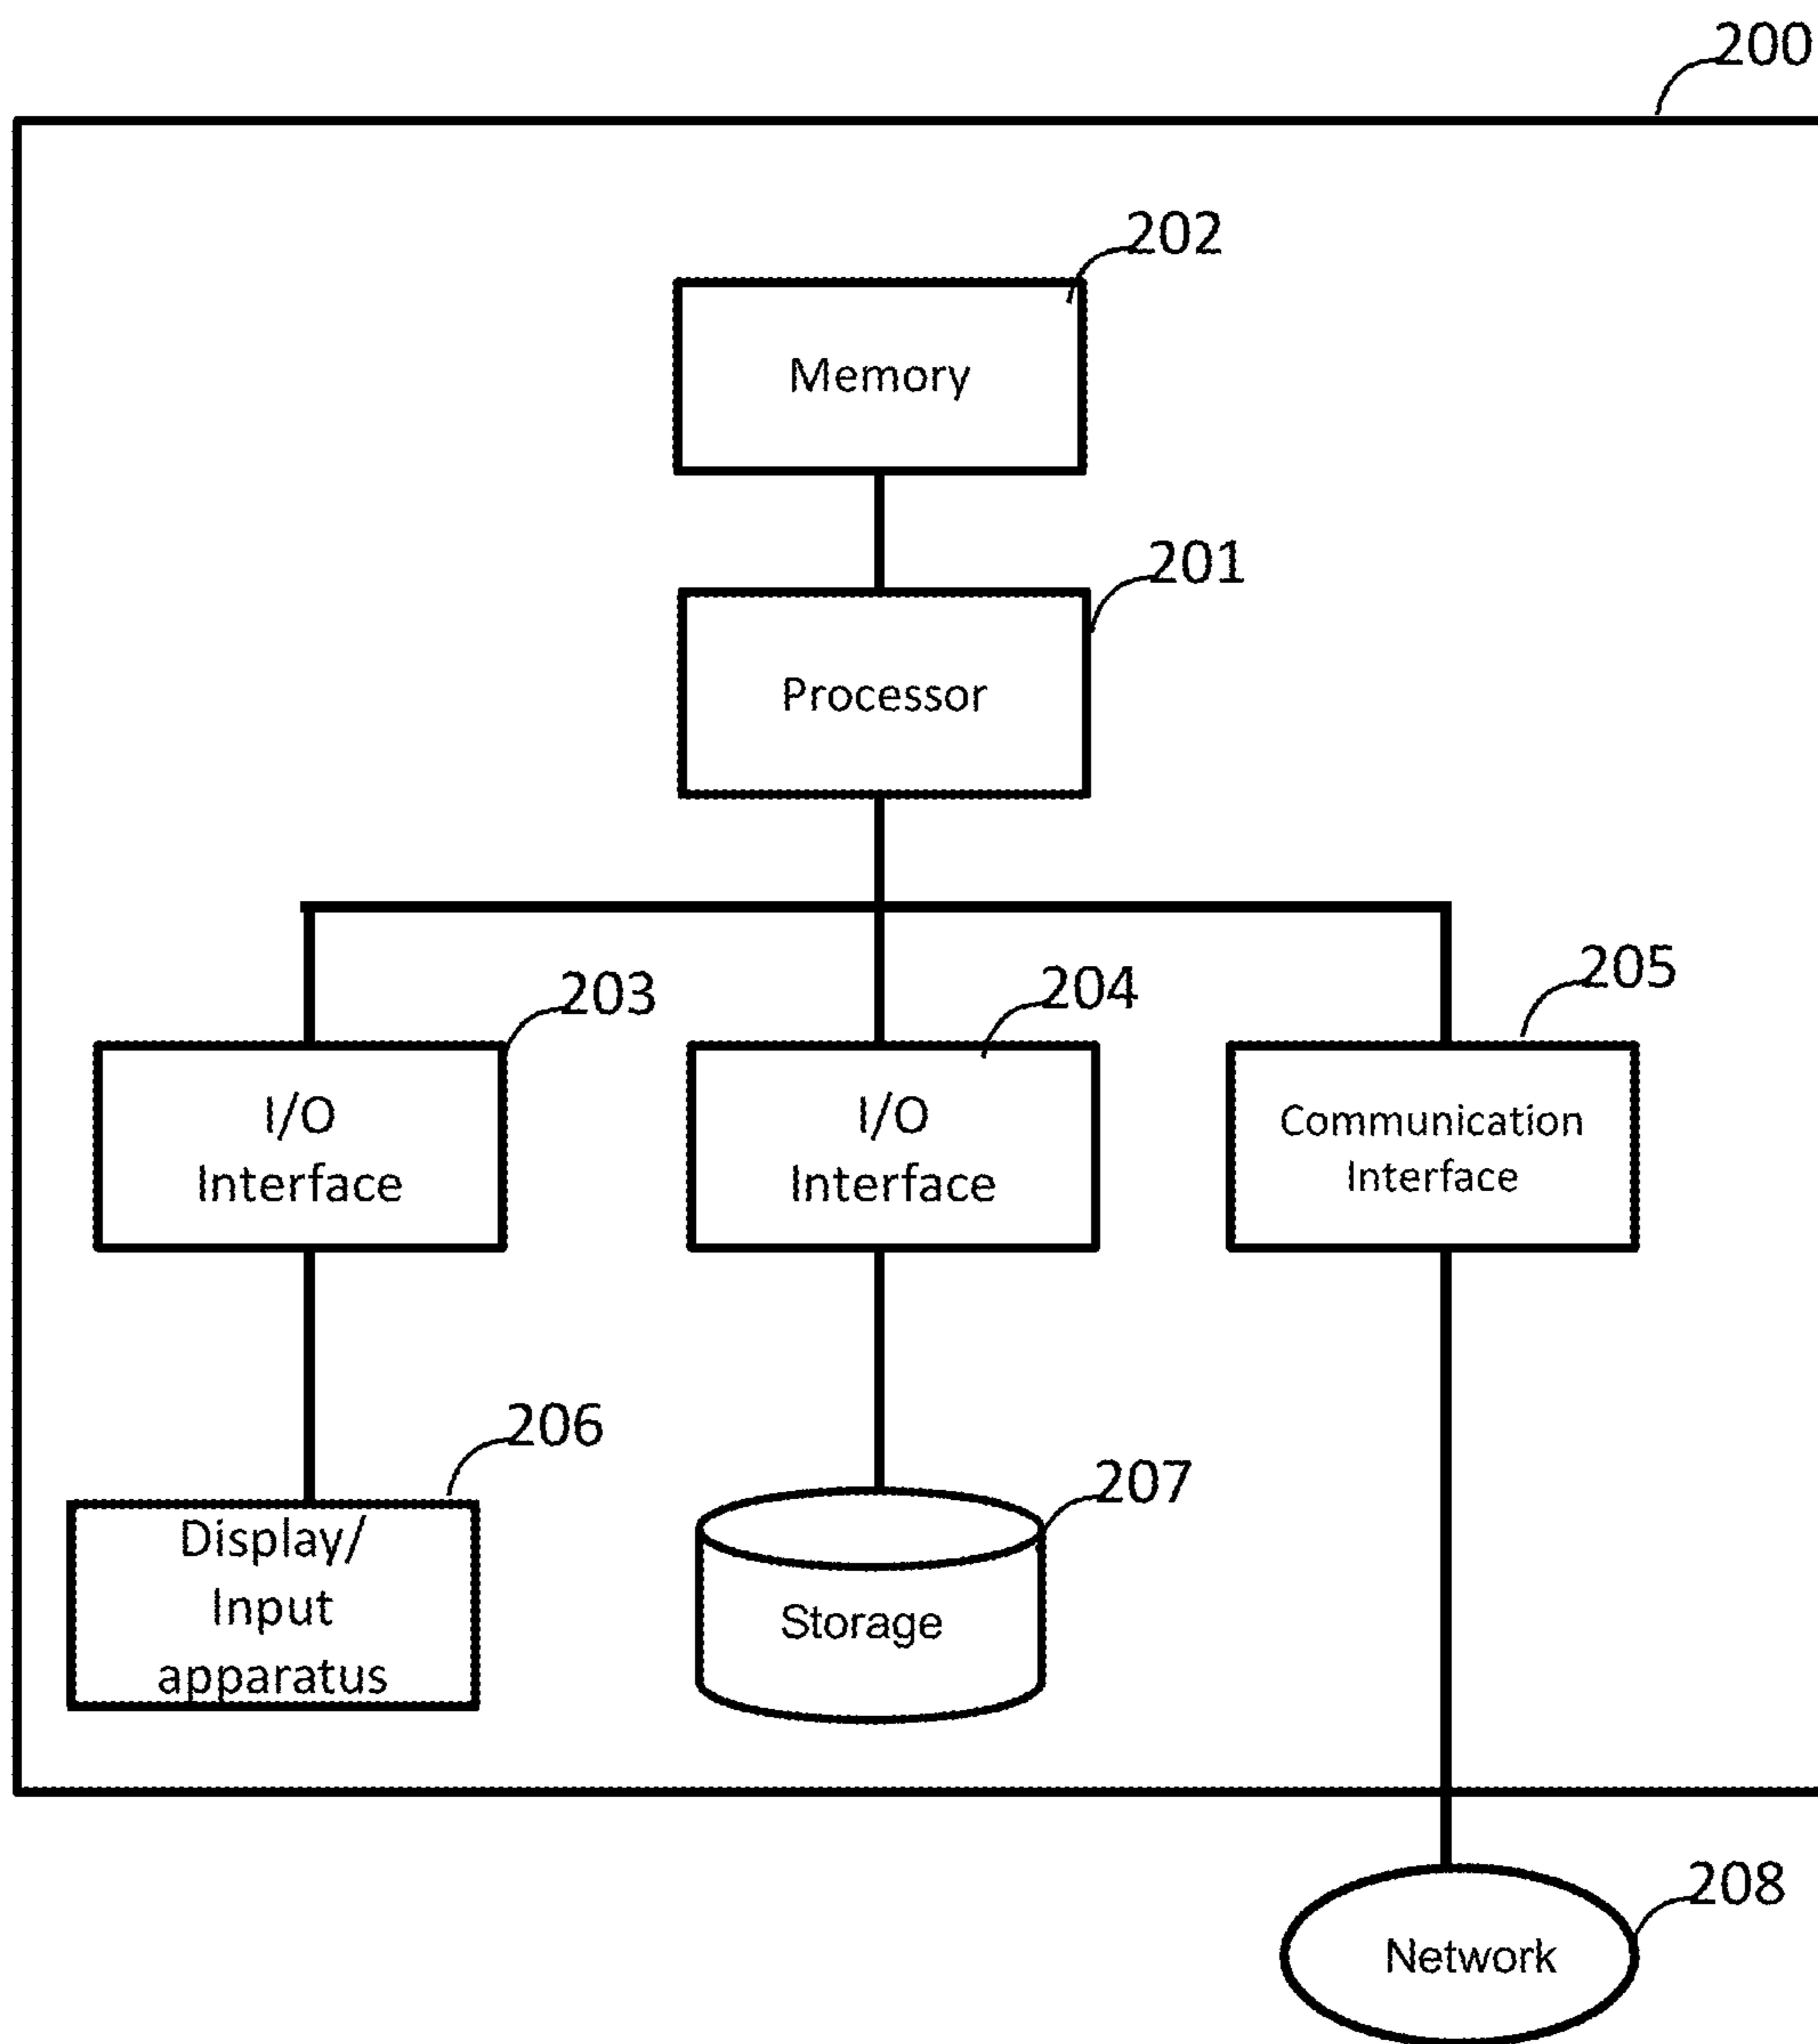 200
202
Memory
201
Processor
203
204
205
I/O
Interface
I/O
Interface
Communication
Interface
206
207
Display/
Input
apparatus
Storage
208
Network